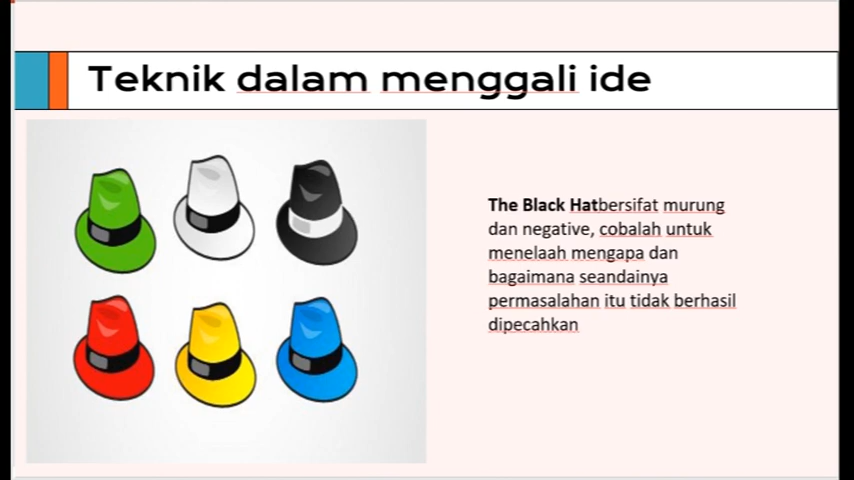 Teknik dalam menggali ide
The Black Hatbersifat murung
dan negative, cobalah untuk
menelaah mengapa dan
bagaimana seandainya
permasalahan itu tidak berhasil
dipecahkan